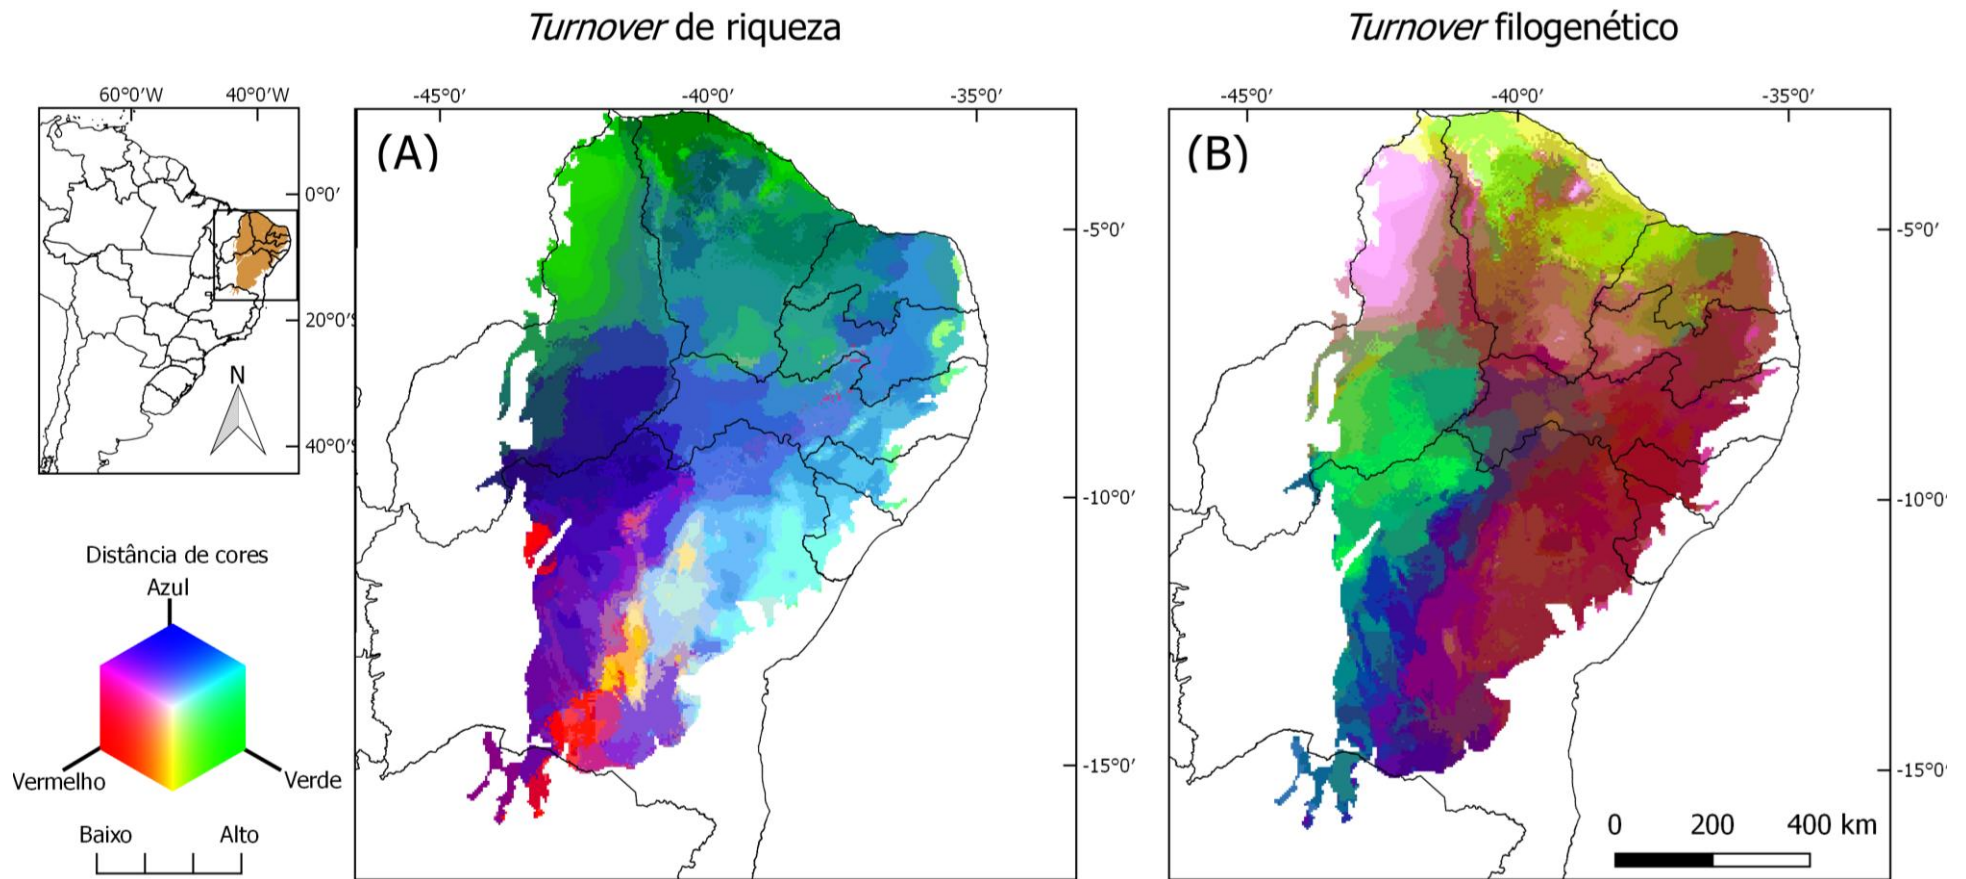 Turnover de riqueza
Turnover filogenético
60°0'W 40°0'W
0°0'
20°0'S
40°0'S
N
Distância de cores
Azul
Vermelho
Verde
Baixo Alto
-45°0' -40°0' -35°0'
(A)
-5°0'
-10°0'
-15°0'
-45°0' -40°0' -35°0'
(B)
-5°0'
-10°0'
-15°0'
0 200 400 km